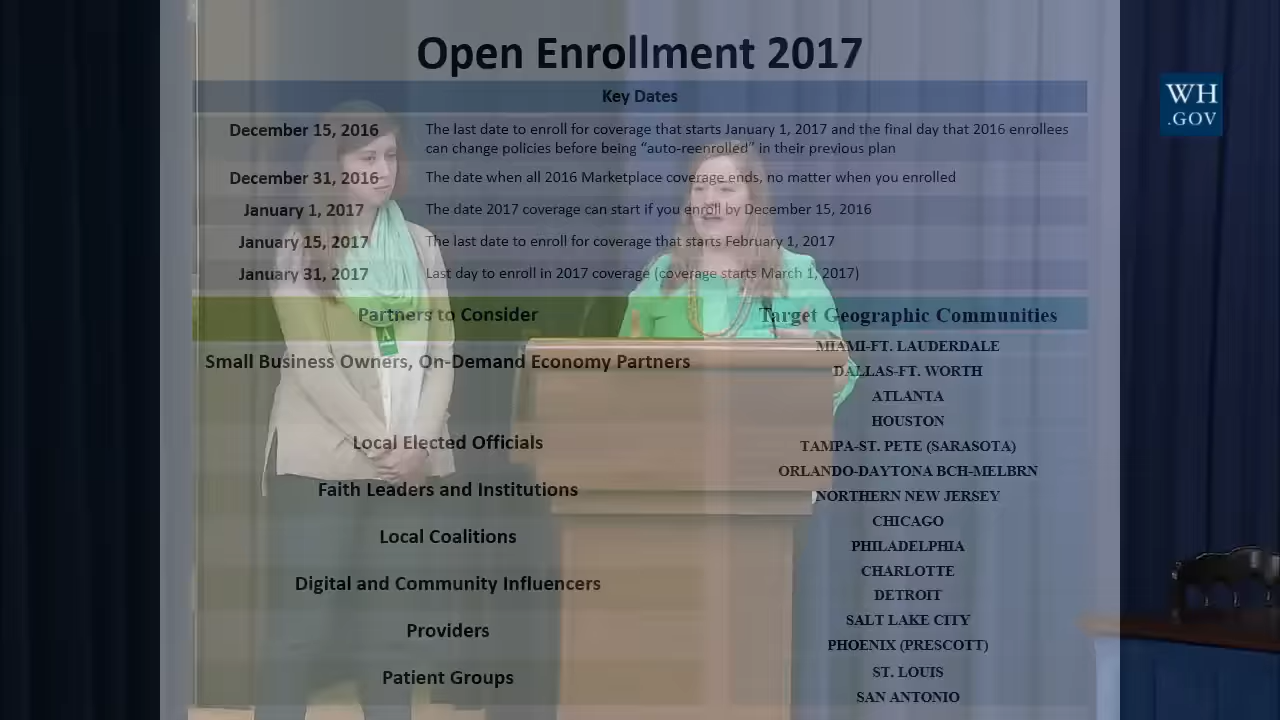 Open Enrollment 2017
WH
.GOV
Key Dates
December 15, 2016
The last date to enroll for coverage that starts January 1, 2017 and the final day that 2016 enrollees
can change policies before being “auto-reenrolled” in their previous plan
December 31, 2016
The date when all 2016 Marketplace coverage ends, no matter when you enrolled
January 1, 2017
The date 2017 coverage can start if you enroll by December 15, 2016
January 15, 2017
The last date to enroll for coverage that starts February 1, 2017
January 31, 2017
Last day to enroll in 2017 coverage (coverage starts March 1, 2017)
Partners to Consider
Small Business Owners, On-Demand Economy Partners
Local Elected Officials
Faith Leaders and Institutions
Local Coalitions
Digital and Community Influencers
Providers
Patient Groups
Target Geographic Communities
MIAMI-FT. LAUDERDALE
DALLAS-FT. WORTH
ATLANTA
HOUSTON
TAMPA-ST. PETE (SARASOTA)
ORLANDO-DAYTONA BCH-MELBRN
NORTHERN NEW JERSEY
CHICAGO
PHILADELPHIA
CHARLOTTE
DETROIT
SALT LAKE CITY
PHOENIX (PRESCOTT)
ST. LOUIS
SAN ANTONIO
A